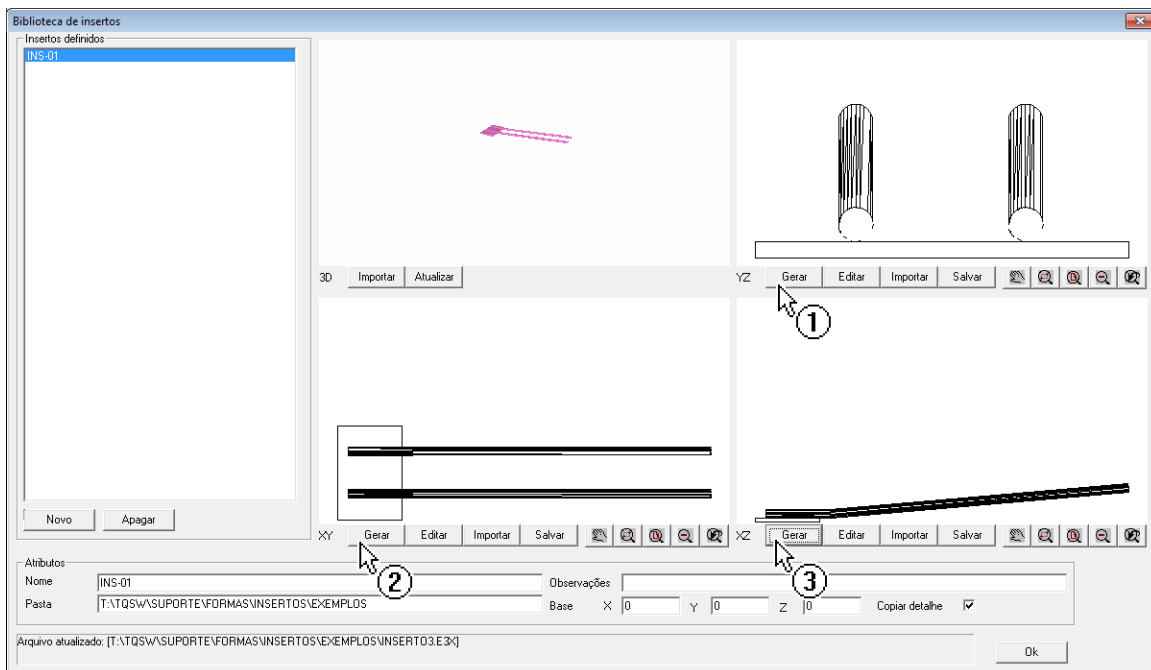 Biblioteca de insertos
Insertos definidos
INS-01
3D Importar Atualizar
YZ Gerar Editar Importar Salvar
1
Novo Apagar
XY Gerar Editar Importar Salvar
XZ Gerar Editar Importar Salvar
2
3
Atributos
Nome INS-01 Observações
Pasta T:\TQSW\SUPORTE\FORMAS\INSERTOS\EXEMPLOS Base X 0 Y 0 Z 0 Copiar detalhe
Arquivo atualizado: [T:\TQSW\SUPORTE\FORMAS\INSERTOS\EXEMPLOS\INSERTO3.E3X]
Ok